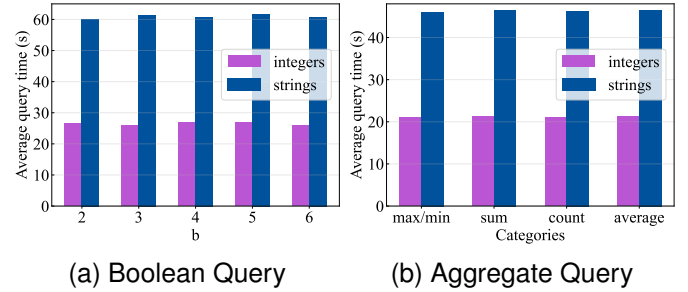 Average query time (s)
60
50
40
30
20
10
0
integers
strings
2 3 4 5 6
b
(a) Boolean Query
Average query time (s)
40
30
20
10
0
integers
strings
max/min sum count average
Categories
(b) Aggregate Query